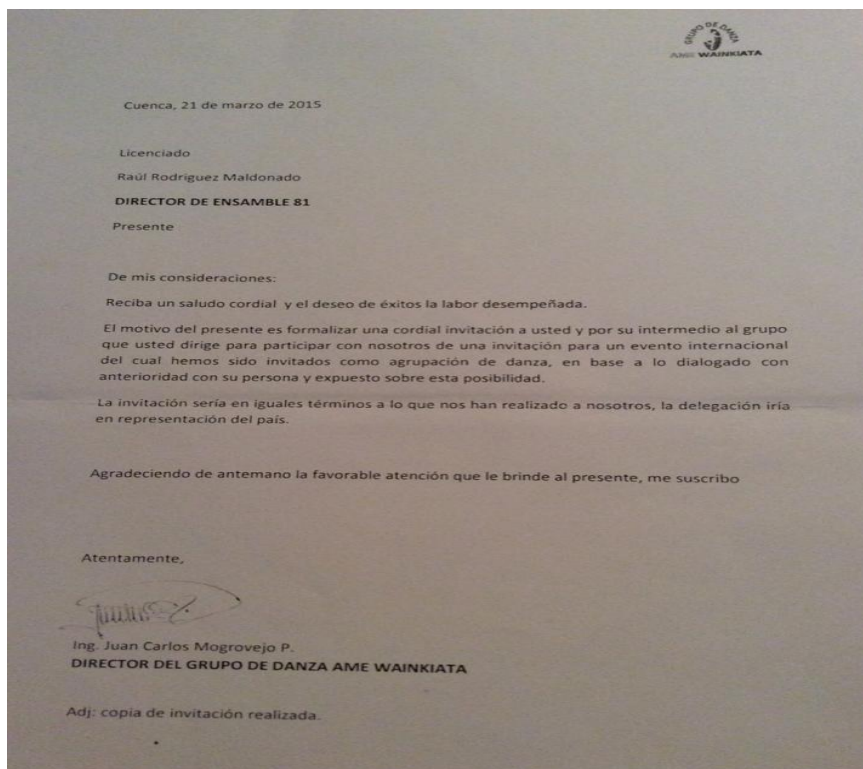 GRUPO DE DANZA
AME WAINKIATA
Cuenca, 21 de marzo de 2015
Licenciado
Raúl Rodriguez Maldonado
DIRECTOR DE ENSAMBLE 81
Presente
De mis consideraciones:
Reciba un saludo cordial y el deseo de éxitos la labor desempeñada.
El motivo del presente es formalizar una cordial invitación a usted y por su intermedio al grupo
que usted dirige para participar con nosotros de una invitación para un evento internacional
del cual hemos sido invitados como agrupación de danza, en base a lo dialogado con
anterioridad con su persona y expuesto sobre esta posibilidad.
La invitación sería en iguales términos a lo que nos han realizado a nosotros, la delegación iría
en representación del país.
Agradeciendo de antemano la favorable atención que le brinde al presente, me suscribo
Atentamente,
Ing. Juan Carlos Mogrovejo P.
DIRECTOR DEL GRUPO DE DANZA AME WAINKIATA
Adj: copia de invitación realizada.